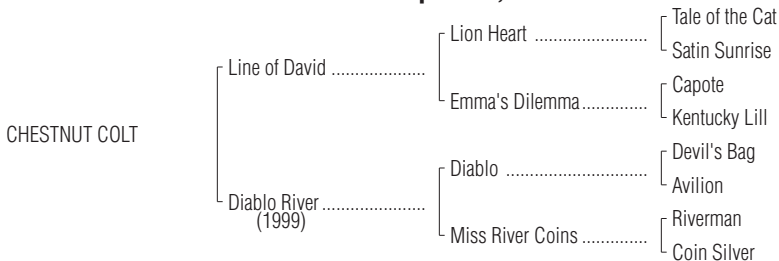 Tale of the Cat
Lion Heart ........................
Satin Sunrise
Line of David ....................
Capote
Emma's Dilemma..............
Kentucky Lill
CHESTNUT COLT
Devil's Bag
Diablo ..............................
Avilion
Diablo River ......................
(1999)
Riverman
Miss River Coins ..............
Coin Silver